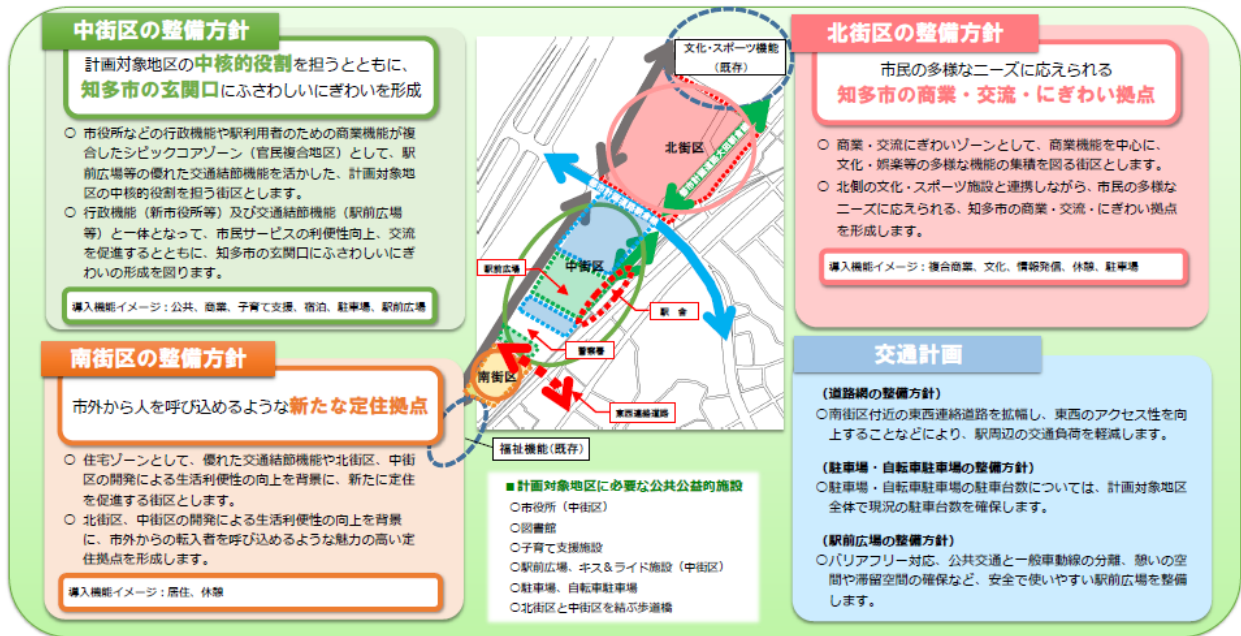 中街区の整備方針
計画対象地区の中核的役割を担うとともに、
知多市の玄関口にふさわしいにぎわいを形成
○ 市役所などの行政機能や駅利用者のための商業機能が複
合したシビックコアゾーン（官民複合地区）として、駅
前広場等の優れた交通結節機能を活かした、計画対象地
区の中核的役割を担う街区とします。
○ 行政機能（新市役所等）及び交通結節機能（駅前広場
等）と一体となって、市民サービスの利便性向上、交流
を促進するとともに、知多市の玄関口にふさわしいにぎ
わいの形成を図ります。
導入機能イメージ：公共、商業、子育て支援、宿泊、駐車場、駅前広場
南街区の整備方針
市外から人を呼び込めるような新たな定住拠点
○ 住宅ゾーンとして、優れた交通結節機能や北街区、中街
区の開発による生活利便性の向上を背景に、新たに定住
を促進する街区とします。
○ 北街区、中街区の開発による生活利便性の向上を背景
に、市外からの転入者を呼び込めるような魅力の高い定
住拠点を形成します。
導入機能イメージ：居住、休憩
文化・スポーツ機能
（既存）
北街区
中街区
駅前広場
駅 舎
警察署
南街区
東西連絡道路
福祉機能(既存)
■計画対象地区に必要な公共公益的施設
○市役所（中街区）
○図書館
○子育て支援施設
○駅前広場、キス＆ライド施設（中街区）
○駐車場、自転車駐車場
○北街区と中街区を結ぶ歩道橋
北街区の整備方針
市民の多様なニーズに応えられる
知多市の商業・交流・にぎわい拠点
○ 商業・交流にぎわいゾーンとして、商業機能を中心に、
文化・娯楽等の多様な機能の集積を図る街区とします。
○ 北側の文化・スポーツ施設と連携しながら、市民の多様な
ニーズに応えられる、知多市の商業・交流・にぎわい拠点
を形成します。
導入機能イメージ：複合商業、文化、情報発信、休憩、駐車場
交通計画
（道路網の整備方針）
○南街区付近の東西連絡道路を拡幅し、東西のアクセス性を向
上することなどにより、駅周辺の交通負荷を軽減します。
（駐車場・自転車駐車場の整備方針）
○駐車場・自転車駐車場の駐車台数については、計画対象地区
全体で現況の駐車台数を確保します。
（駅前広場の整備方針）
○バリアフリー対応、公共交通と一般車動線の分離、憩いの空
間や滞留空間の確保など、安全で使いやすい駅前広場を整備
します。